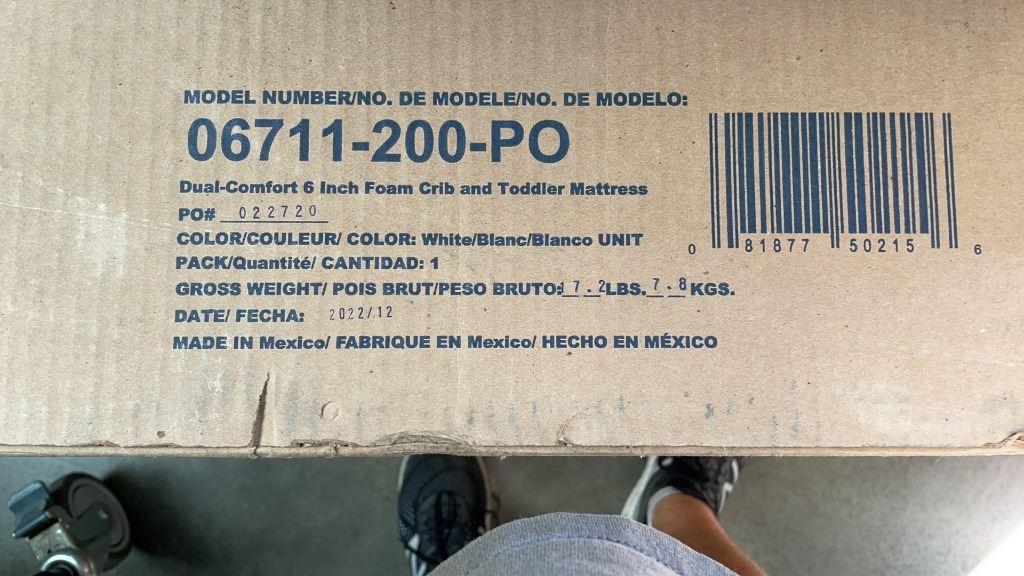 MODEL NUMBER/NO. DE MODELE/NO. DE MODELO:
06711-200-PO
Dual-Comfort 6 Inch Foam Crib and Toddler Mattress
PO# 022720
COLOR/COULEUR/ COLOR: White/Blanc/Blanco UNIT
PACK/Quantité/ CANTIDAD: 1
GROSS WEIGHT/ POIS BRUT/PESO BRUTO: 17.2 LBS. 7.8 KGS.
DATE/ FECHA: 2022/12
MADE IN Mexico/ FABRIQUE EN Mexico/ HECHO EN MÉXICO
0 81877 50215 6